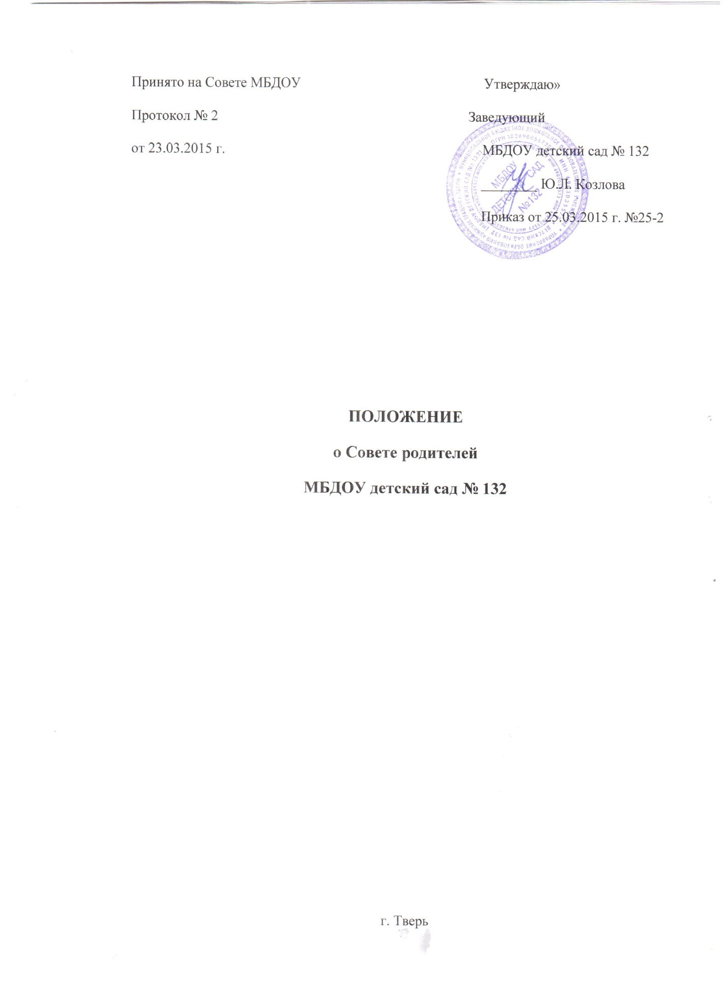 Принято на Совете МБДОУ
Протокол № 2
от 23.03.2015 г.
Утверждаю»
Заведующий
МБДОУ детский сад № 132
Ю.Л. Козлова
Приказ от 25.03.2015 г. №25-2
МБДОУ
ДЕТСКИЙ САД
№132
ПОЛОЖЕНИЕ
о Совете родителей
МБДОУ детский сад № 132
г. Тверь